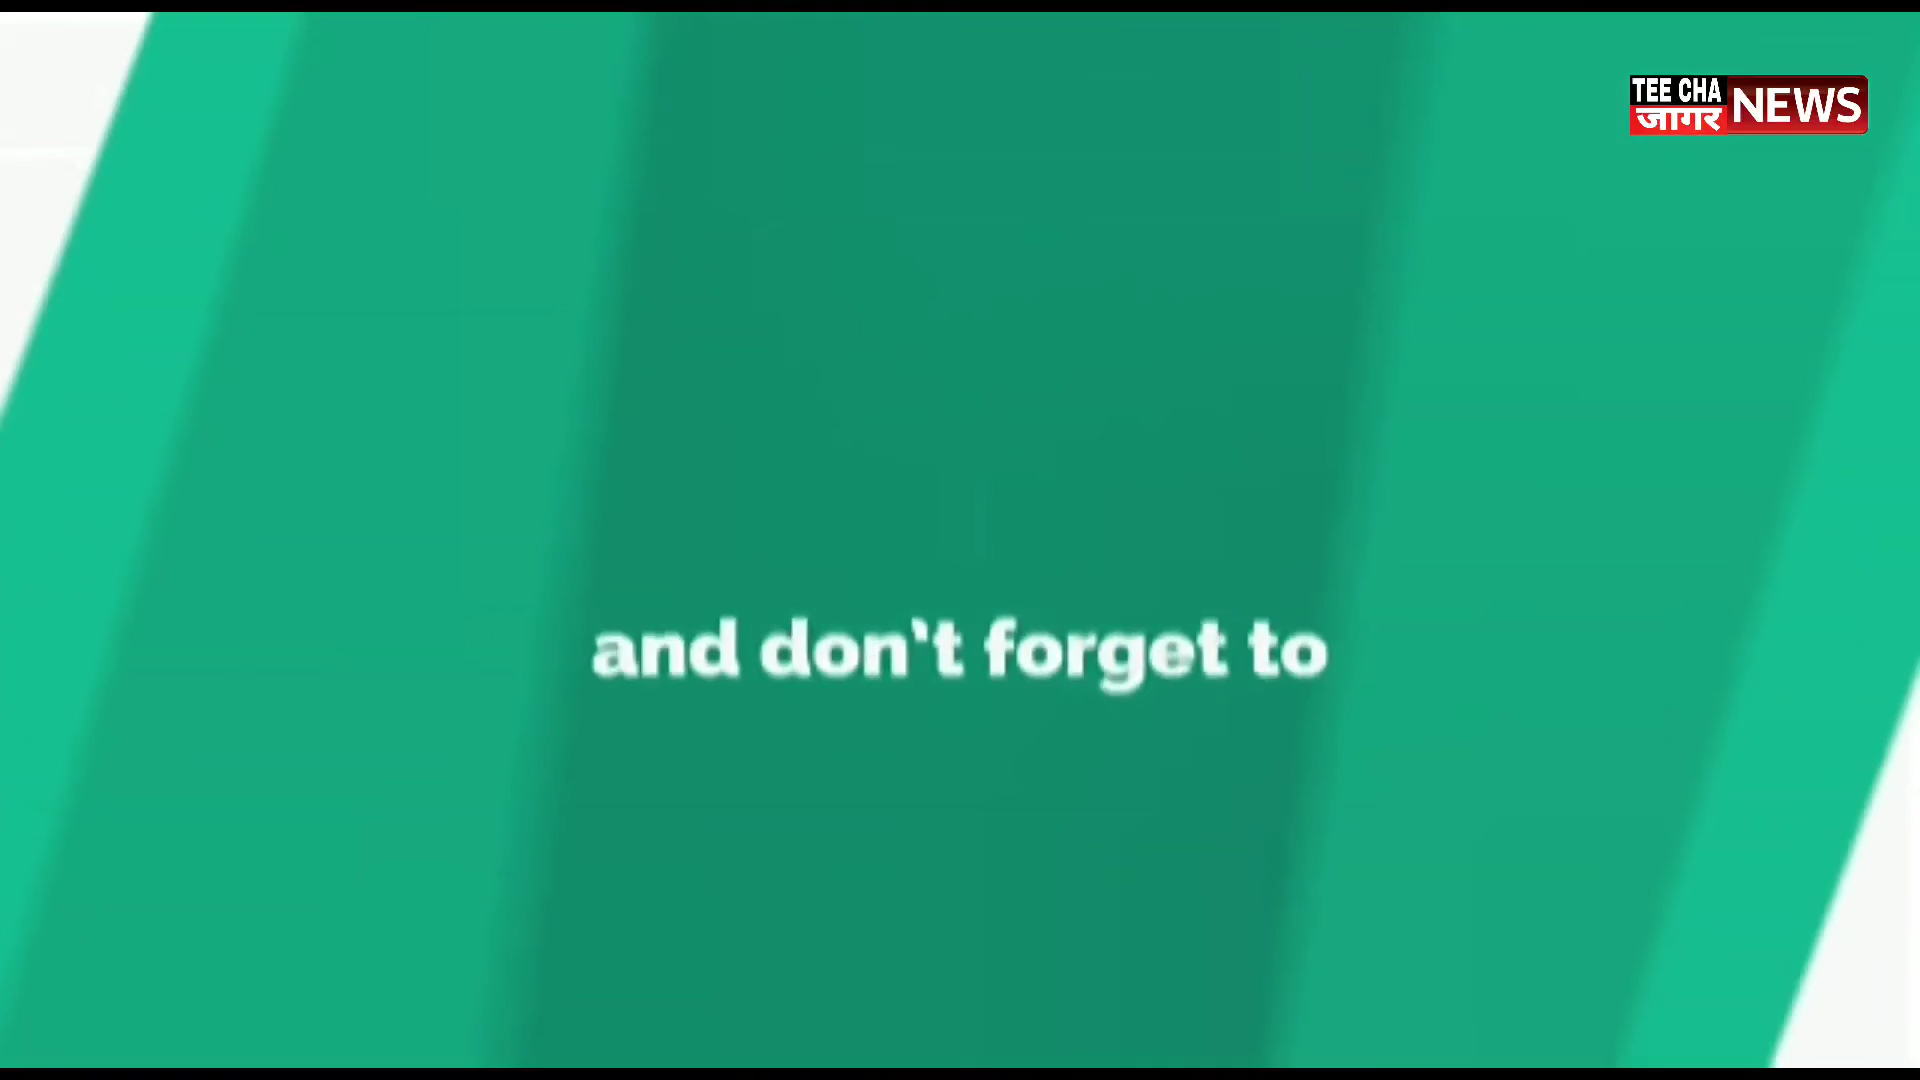 TEE CHA
जागर
NEWS
and don't forget to